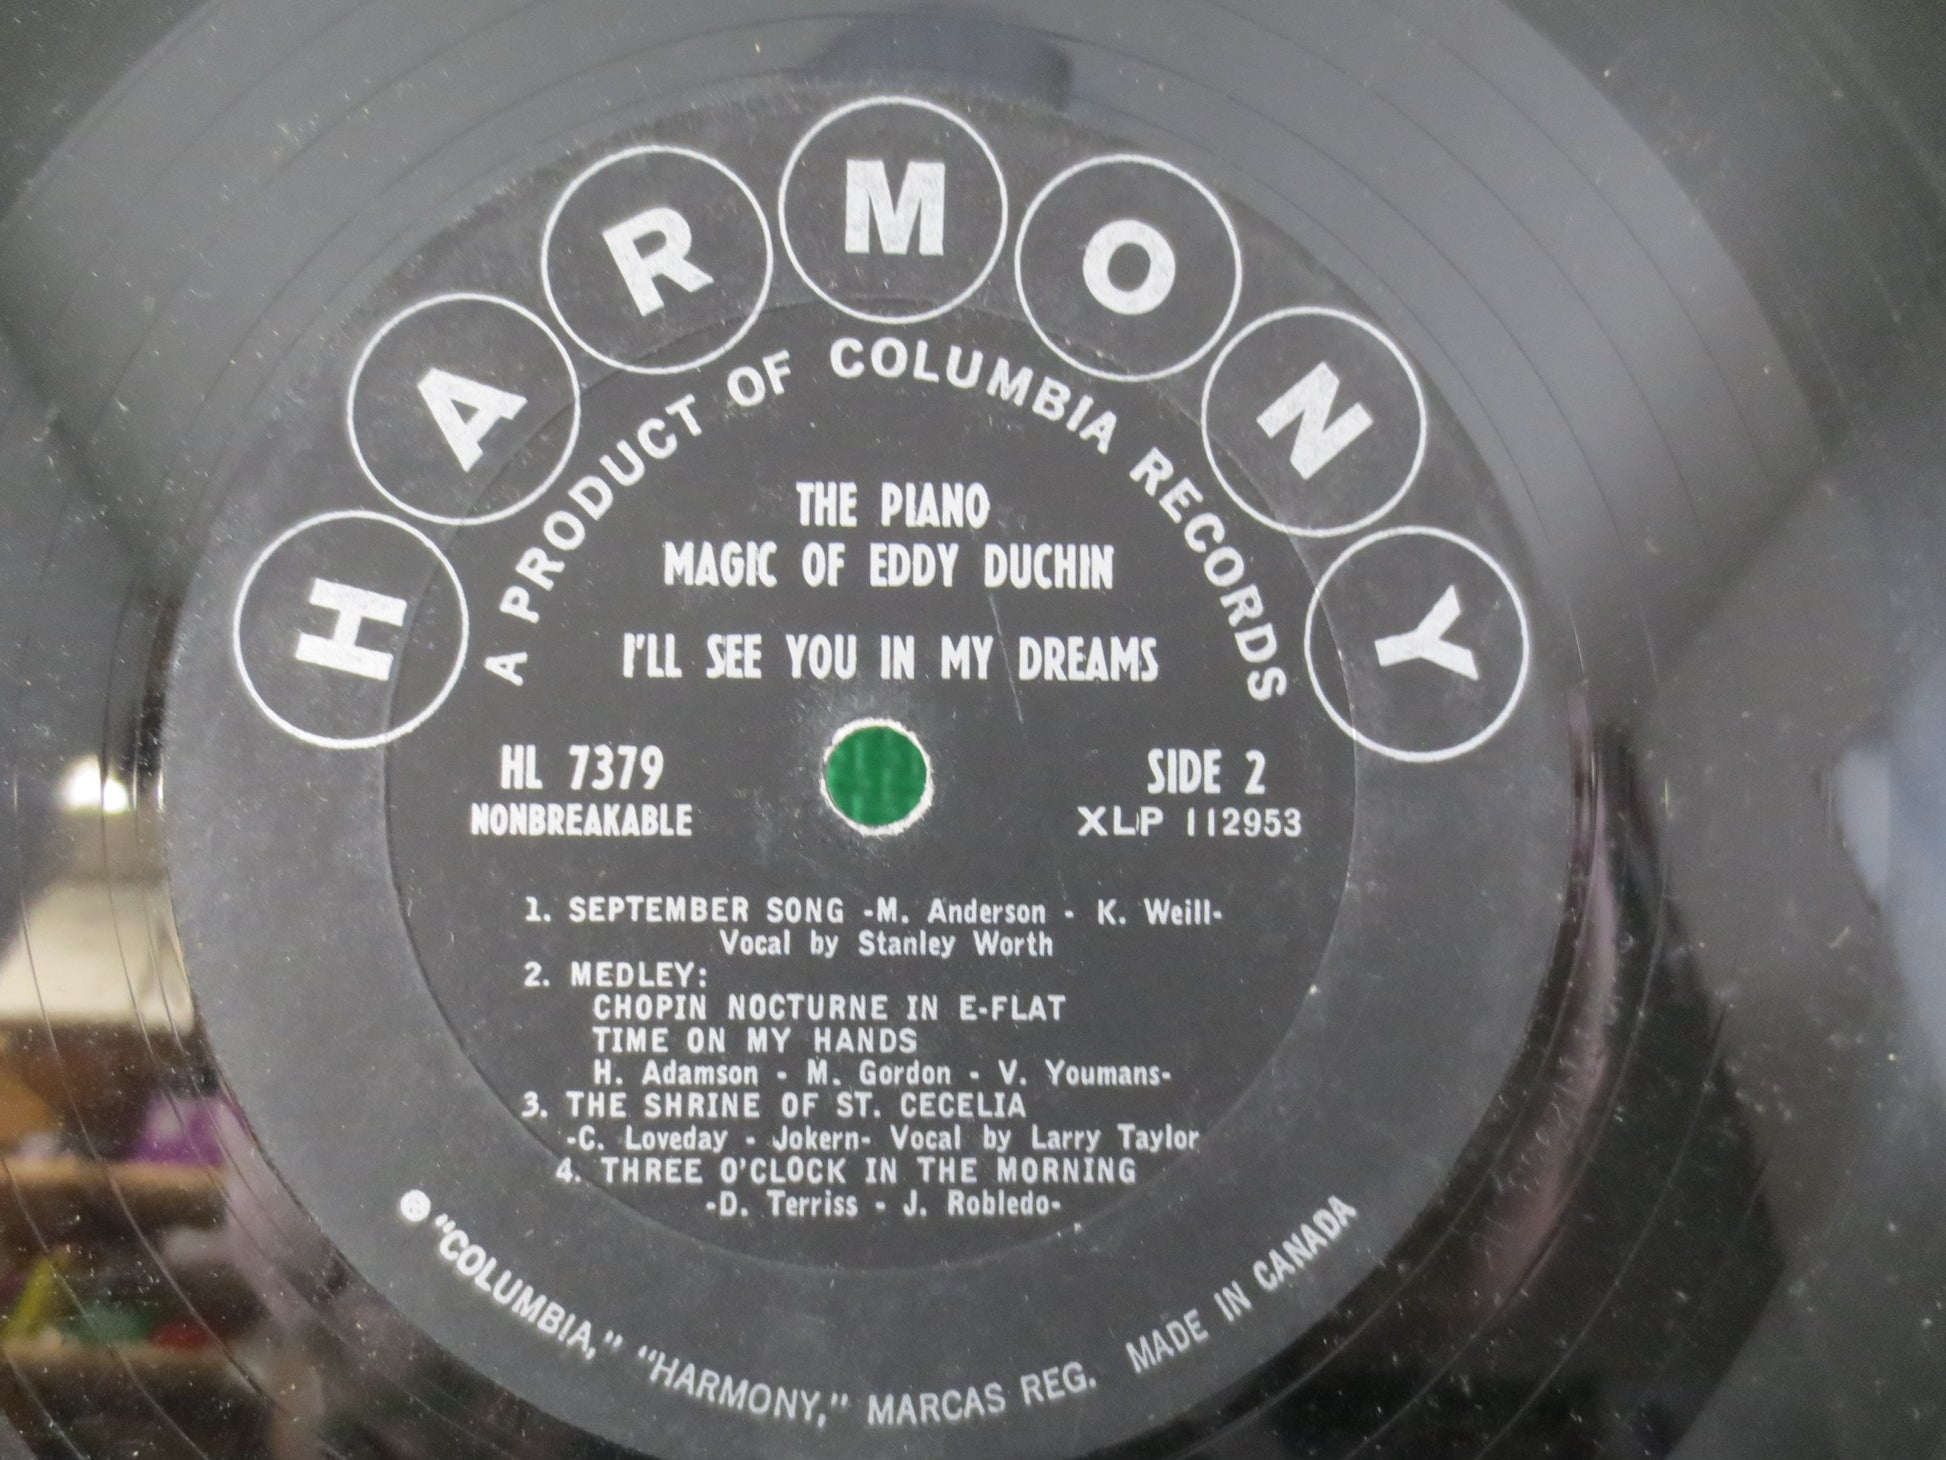 HARMONY
A PRODUCT OF COLUMBIA RECORDS
THE PIANO
MAGIC OF EDDY DUCHIN
I'LL SEE YOU IN MY DREAMS
HL 7379
NONBREAKABLE
SIDE 2
XLP 112953
1. SEPTEMBER SONG -M. Anderson - K. Weill-
Vocal by Stanley Worth
2. MEDLEY:
CHOPIN NOCTURNE IN E-FLAT
TIME ON MY HANDS
H. Adamson - M. Gordon - V. Youmans-
3. THE SHRINE OF ST. CECELIA
-C. Loveday - Jokern- Vocal by Larry Taylor
4. THREE O'CLOCK IN THE MORNING
-D. Terriss - J. Robledo-
"COLUMBIA," "HARMONY," MARCAS REG. MADE IN CANADA